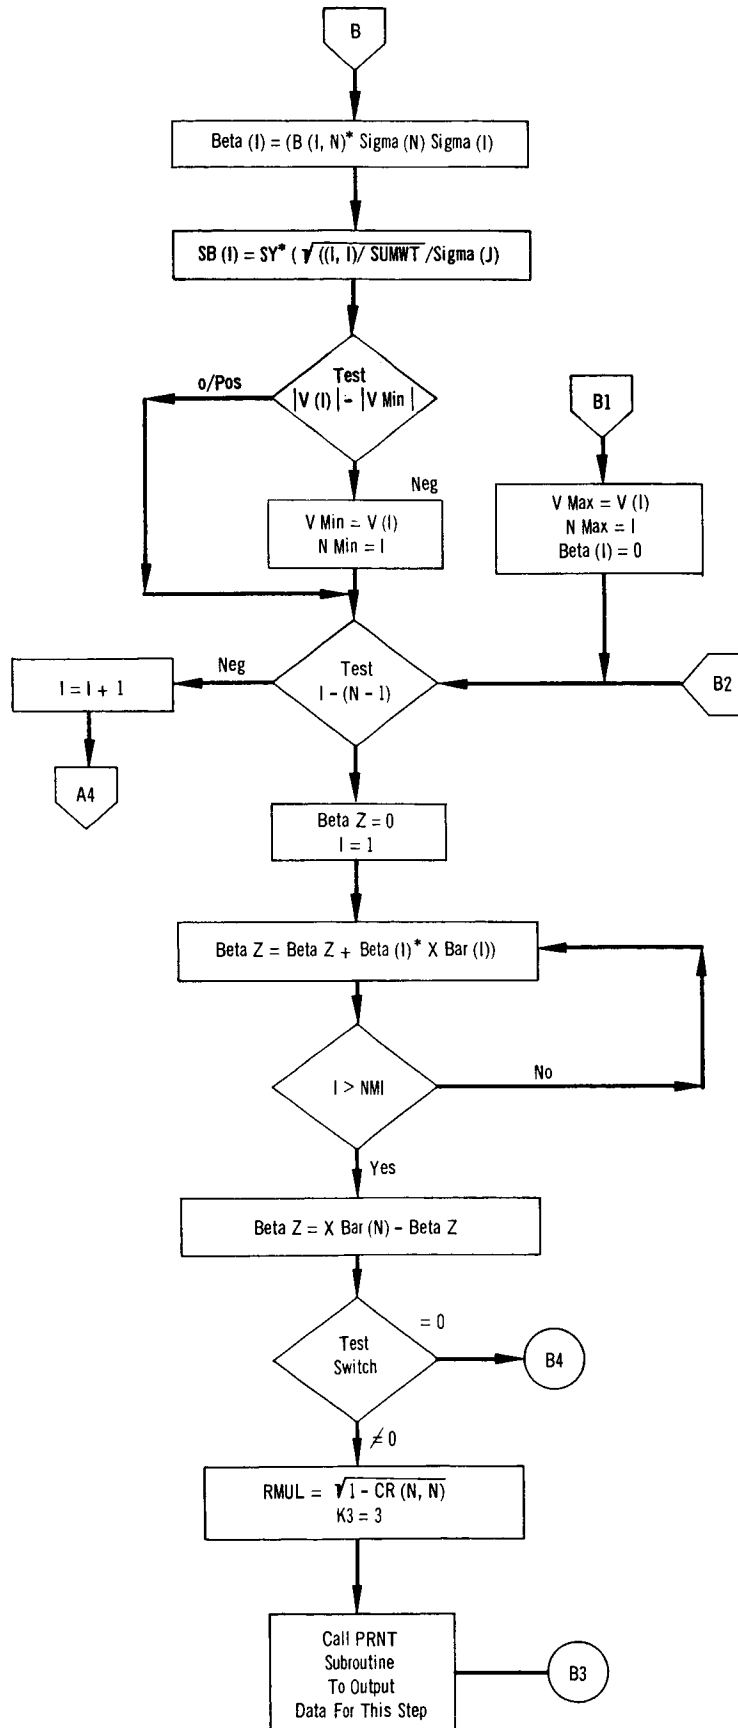 B
Beta (I) = (B (I, N)* Sigma (N) Sigma (I)
SB (I) = SY* ( √((I, I)/ SUMWT /Sigma (J)
Test
|V (I)| - |V Min|
o/Pos
Neg
V Min = V (I)
N Min = I
B1
V Max = V (I)
N Max = I
Beta (I) = 0
B2
Test
I - (N - 1)
Neg
I = I + 1
A4
Beta Z = 0
I = 1
Beta Z = Beta Z + Beta (I)* X Bar (I))
I > NMI
No
Yes
Beta Z = X Bar (N) - Beta Z
Test
Switch
= 0
B4
≠ 0
RMUL = √1 - CR (N, N)
K3 = 3
Call PRNT
Subroutine
To Output
Data For This Step
B3